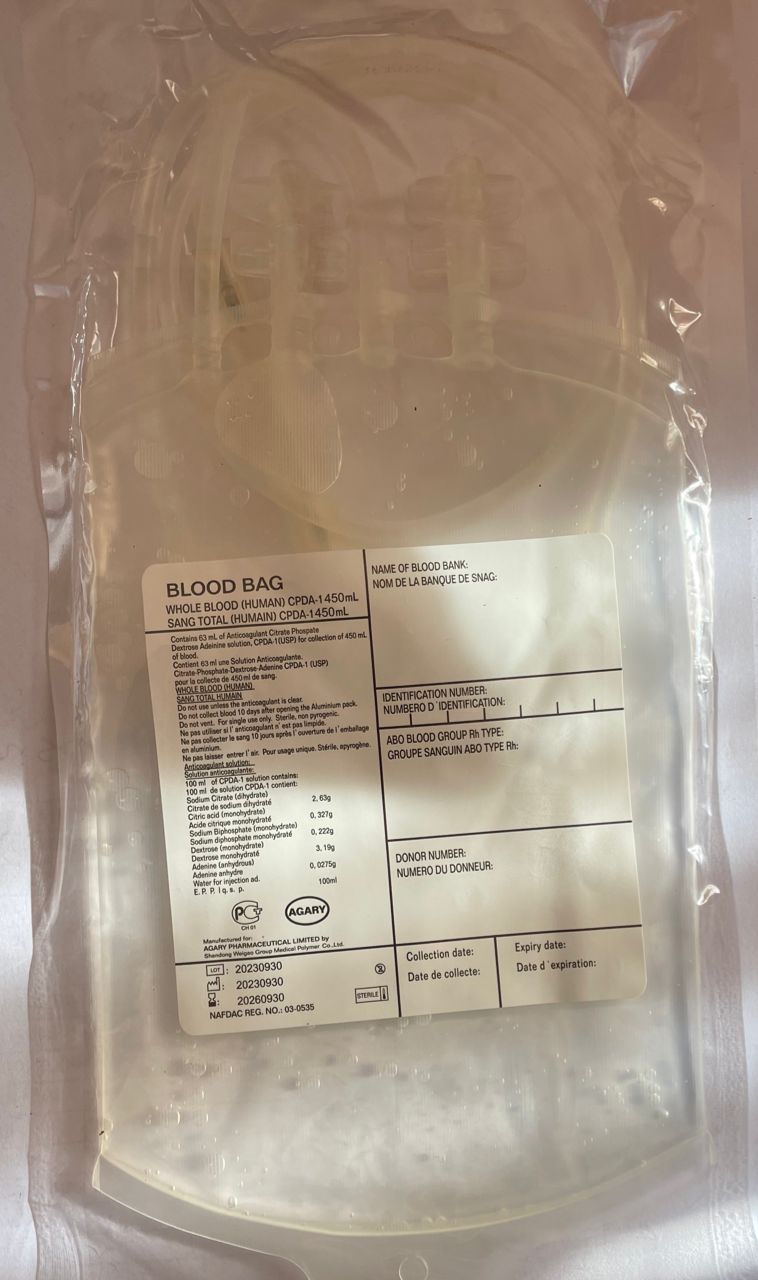 BLOOD BAG
WHOLE BLOOD (HUMAN) CPDA-1 450mL
SANG TOTAL (HUMAIN) CPDA-1 450mL
Contains 63 mL of Anticoagulant Citrate Phospate
Dextrose Adeinine solution, CPDA-1(USP) for collection of 450 mL
of blood.
Contient 63 ml une Solution Anticoagulante.
Citrate-Phosphate-Dextrose-Adenine CPDA-1 (USP)
pour la collecte de 450 ml de sang.
WHOLE BLOOD (HUMAN)
SANG TOTAL HUMAIN
Do not use unless the anticoagulant is clear.
Do not collect blood 10 days after opening the Aluminium pack.
Do not vent. For single use only. Sterile, non pyrogenic.
Ne pas utiliser si l' anticoagulant n' est pas limpide.
Ne pas collecter le sang 10 jours après l' ouverture de l' emballage
en aluminium.
Ne pas laisser entrer l' air. Pour usage unique. Stérile, apyrogène.
Anticoagulant solution:
Solution anticoagulante:
100 ml of CPDA-1 solution contains:
100 ml de solution CPDA-1 contient:
Sodium Citrate (dihydrate) 2, 63g
Citrate de sodium dihydraté
Citric acid (monohydrate) 0, 327g
Acide citrique monohydraté
Sodium Biphosphate (monohydrate) 0, 222g
Sodium diphosphate monohydraté
Dextrose (monohydrate) 3, 19g
Dextrose monohydraté
Adenine (anhydrous) 0, 0275g
Adenine anhydre
Water for injection ad. 100ml
E. P. P. I q. s. p.
CH 01
AGARY
Manufactured for:
AGARY PHARMACEUTICAL LIMITED by
Shandong Weigao Group Medical Polymer Co.,Ltd.
LOT : 20230930
: 20230930
: 20260930
2
STERILE
NAFDAC REG. NO.: 03-0535
NAME OF BLOOD BANK:
NOM DE LA BANQUE DE SNAG:
IDENTIFICATION NUMBER:
NUMBERO D 'IDENTIFICATION:
ABO BLOOD GROUP Rh TYPE:
GROUPE SANGUIN ABO TYPE Rh:
DONOR NUMBER:
NUMERO DU DONNEUR:
Collection date:
Date de collecte:
Expiry date:
Date d 'expiration: